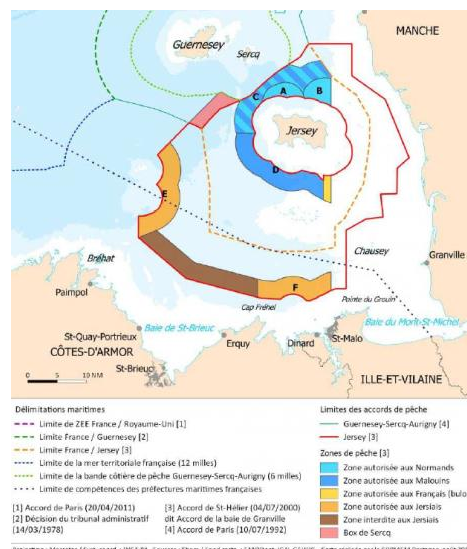 MANCHE
Guernesey
Sercq
C
A
B
Jersey
D
E
Chausey
Granville
Bréhat
F
Paimpol
Cap Fréhel
Pointe du Grouin
Baie de St-Brieuc
Baie du Mont-St-Michel
St-Malo
St-Quay-Portrieux
Erquy
Dinard
CÔTES-D'ARMOR
St-Brieuc
ILLE-ET-VILAINE
0 5 10 NM
Délimitations maritimes
Limite de ZEE France / Royaume-Uni [1]
Limite France / Guernesey [2]
Limite France / Jersey [3]
Limite de la mer territoriale française (12 milles)
Limite de la bande côtière de pêche Guernesey-Sercq-Aurigny (6 milles)
Limite de compétences des préfectures maritimes françaises
[1] Accord de Paris (20/04/2011)
[2] Décision du tribunal administratif
(14/03/1978)
[3] Accord de St-Hélier (04/07/2000)
dit Accord de la baie de Granville
[4] Accord de Paris (10/07/1992)
Limites des accords de pêche
Guernesey-Sercq-Aurigny [4]
Jersey [3]
Zones de pêche [3]
Zone autorisée aux Normands
Zone autorisée aux Malouins
Zone autorisée aux Français (bulo
Zone autorisée aux Jersiais
Zone interdite aux Jersiais
Box de Sercq